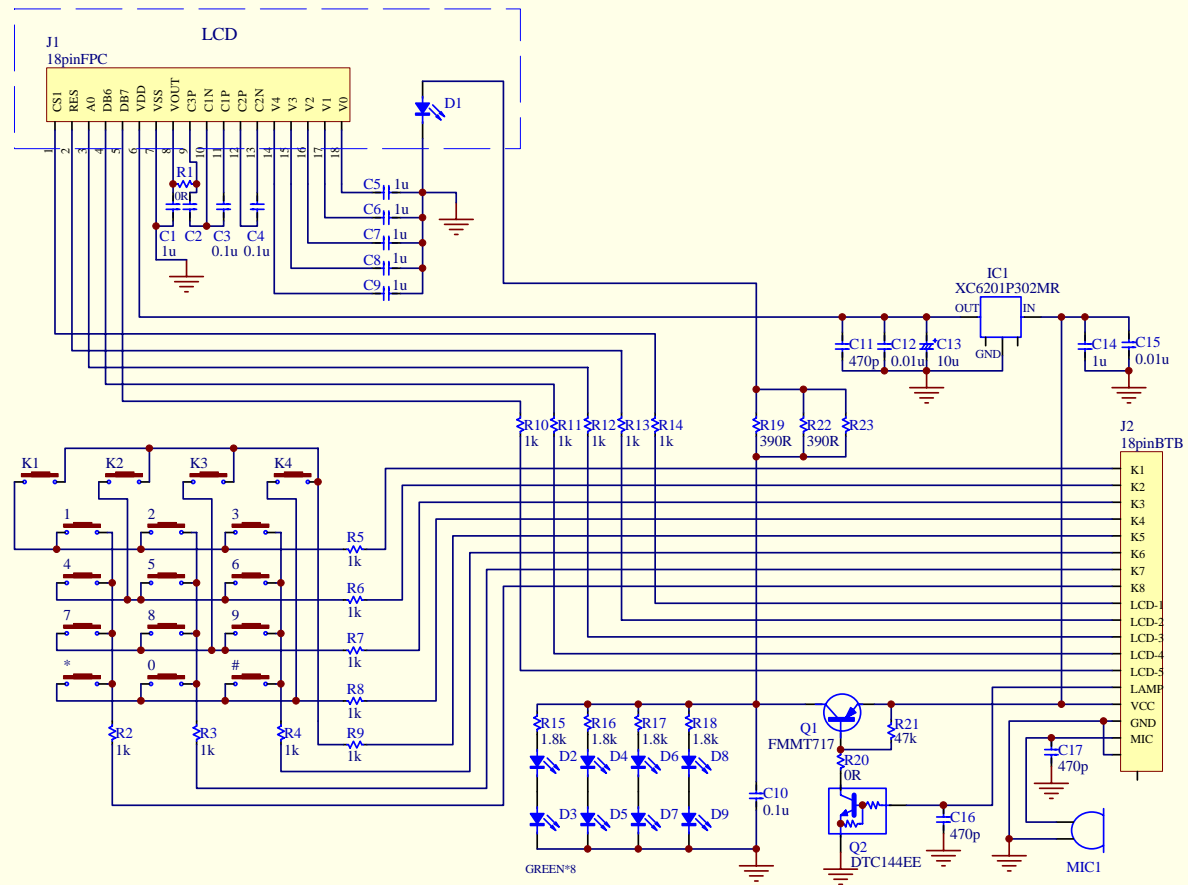 LCD
J1
18pinFPC
CS1
RES
A0
DB6
DB7
VDD
VSS
VOUT
C3P
C1N
C1P
C2P
C2N
V4
V3
V2
V1
V0
D1
1
2
3
4
5
6
7
8
9
10
11
12
13
14
15
16
17
18
R1
0R
C1
1u
C2
C3
0.1u
C4
0.1u
C5 1u
C6 1u
C7 1u
C8 1u
C9 1u
IC1
XC6201P302MR
OUT
IN
GND
C11
470p
C12
0.01u
C13
10u
C14
1u
C15
0.01u
R10
1k
R11
1k
R12
1k
R13
1k
R14
1k
R19
390R
R22
390R
R23
J2
18pinBTB
K1
K2
K3
K4
K5
K6
K7
K8
LCD-1
LCD-2
LCD-3
LCD-4
LCD-5
LAMP
VCC
GND
MIC
K1
K2
K3
K4
1
2
3
4
5
6
7
8
9
*
0
#
R5
1k
R6
1k
R7
1k
R8
1k
R9
1k
R2
1k
R3
1k
R4
1k
R15
1.8k
R16
1.8k
R17
1.8k
R18
1.8k
D2
D4
D6
D8
D3
D5
D7
D9
GREEN*8
C10
0.1u
Q1
FMMT717
R21
47k
R20
0R
Q2
DTC144EE
C16
470p
C17
470p
MIC1